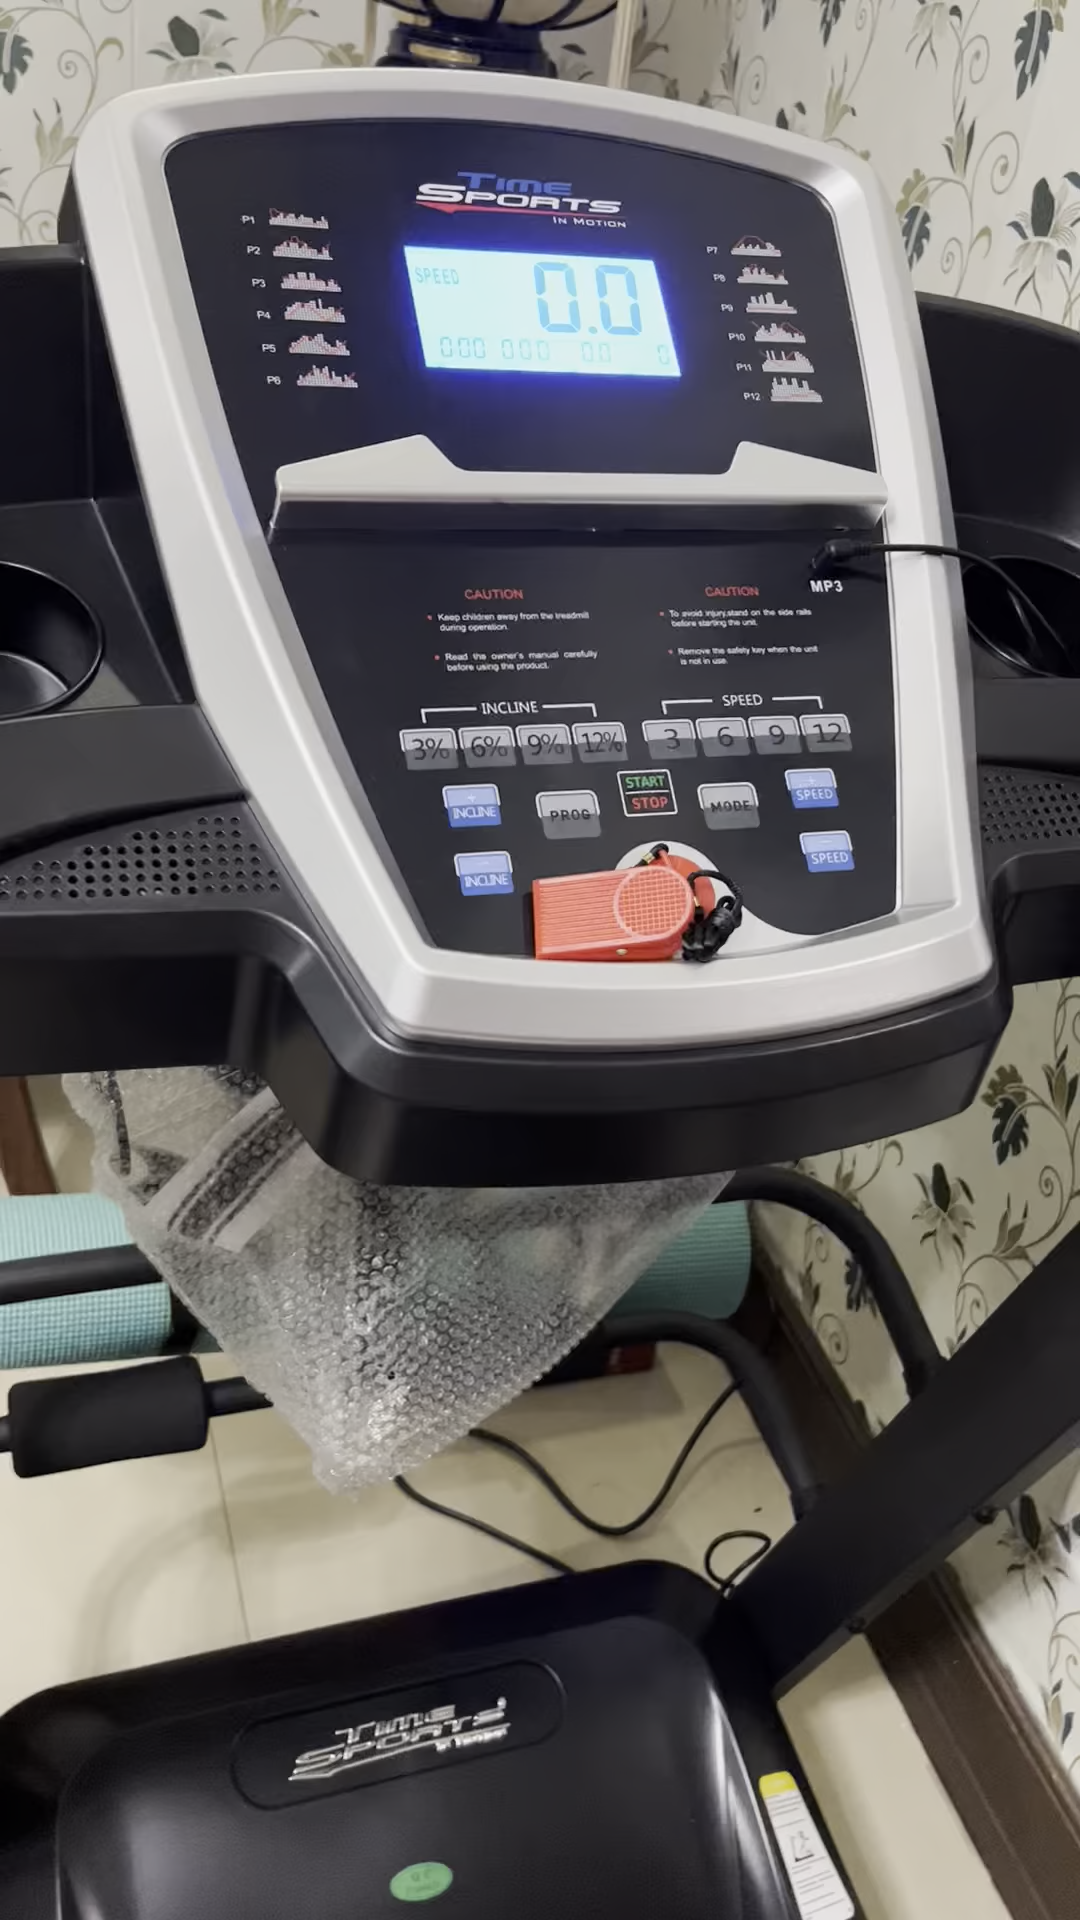 TIME
SPORTS
IN MOTION
P1
P2
P3
P4
P5
P6
P7
P8
P9
P10
P11
P12
SPEED
0.0
000 000 0.0 0
MP3
CAUTION
Keep children away from the treadmill
during operation.
Read the owner's manual carefully
before using the product.
CAUTION
To avoid injury,stand on the side rails
before starting the unit.
Remove the safety key when the unit
is not in use.
INCLINE
3% 6% 9% 12%
SPEED
3 6 9 12
+
INCLINE
PROG
START
STOP
MODE
+
SPEED
−
INCLINE
−
SPEED
TIME
SPORTS